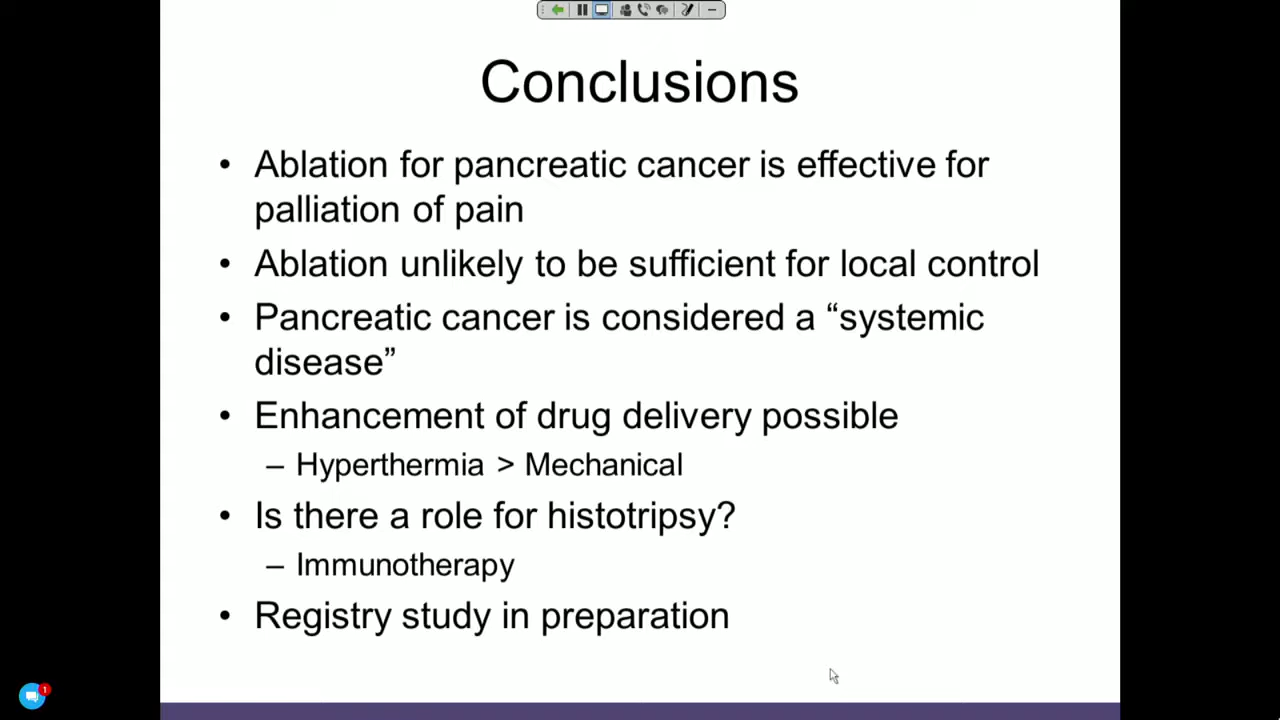 Conclusions
• Ablation for pancreatic cancer is effective for
palliation of pain
• Ablation unlikely to be sufficient for local control
• Pancreatic cancer is considered a “systemic
disease”
• Enhancement of drug delivery possible
– Hyperthermia > Mechanical
• Is there a role for histotripsy?
– Immunotherapy
• Registry study in preparation
1